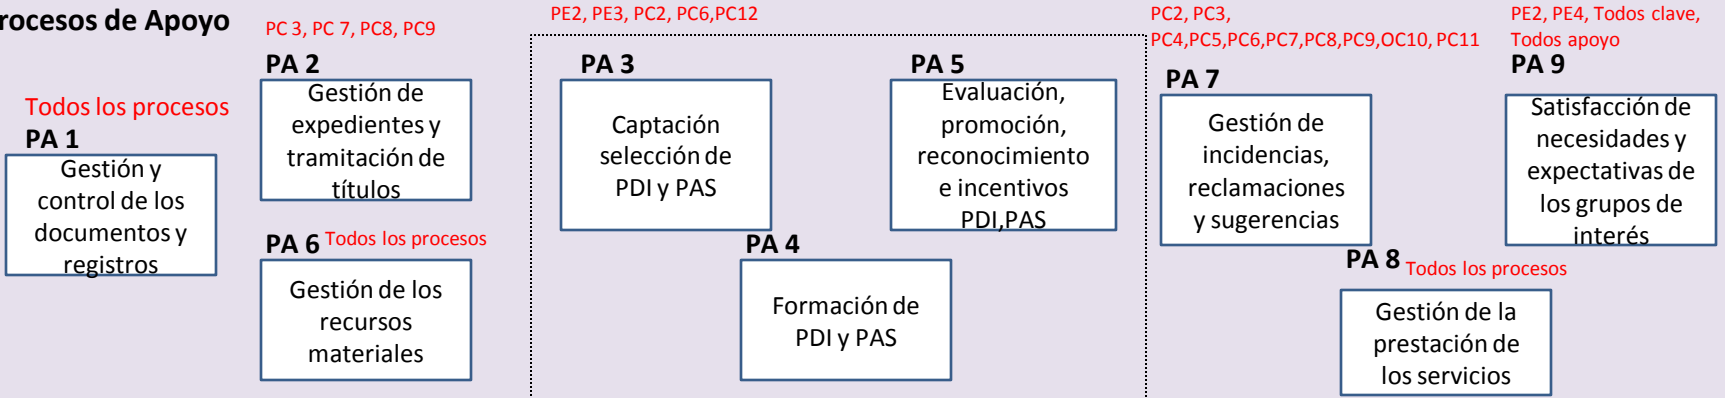 rocesos de Apoyo
Todos los procesos
PA 1
Gestión y
control de los
documentos y
registros
PC 3, PC 7, PC8, PC9
PA 2
Gestión de
expedientes y
tramitación de
títulos
PA 6 Todos los procesos
Gestión de los
recursos
materiales
PE2, PE3, PC2, PC6,PC12
PA 3
Captación
selección de
PDI y PAS
PA 4
Formación de
PDI y PAS
PA 5
Evaluación,
promoción,
reconocimiento
e incentivos
PDI,PAS
PC2, PC3,
PC4,PC5,PC6,PC7,PC8,PC9,OC10, PC11
PA 7
Gestión de
incidencias,
reclamaciones
y sugerencias
PA 8 Todos los procesos
Gestión de la
prestación de
los servicios
PE2, PE4, Todos clave,
Todos apoyo
PA 9
Satisfacción de
necesidades y
expectativas de
los grupos de
interés